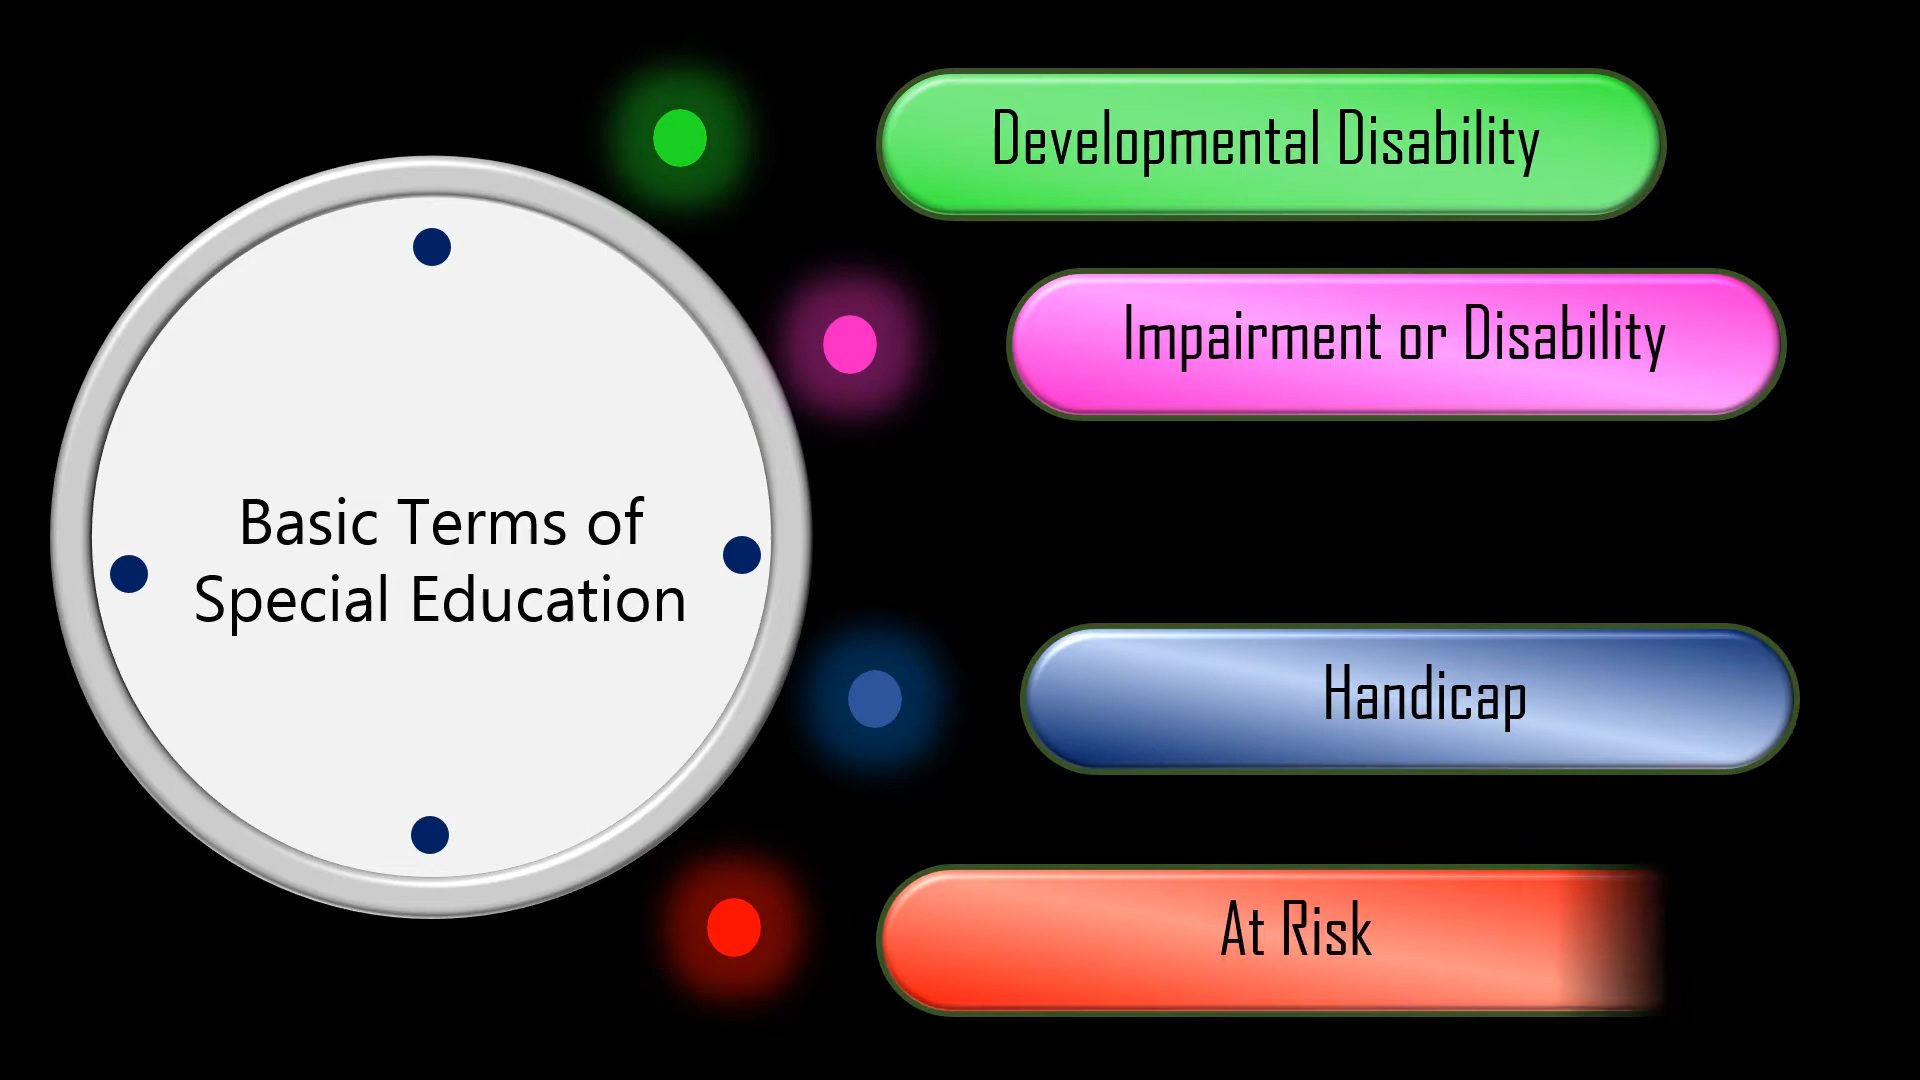 Basic Terms of
Special Education
Developmental Disability
Impairment or Disability
Handicap
At Risk